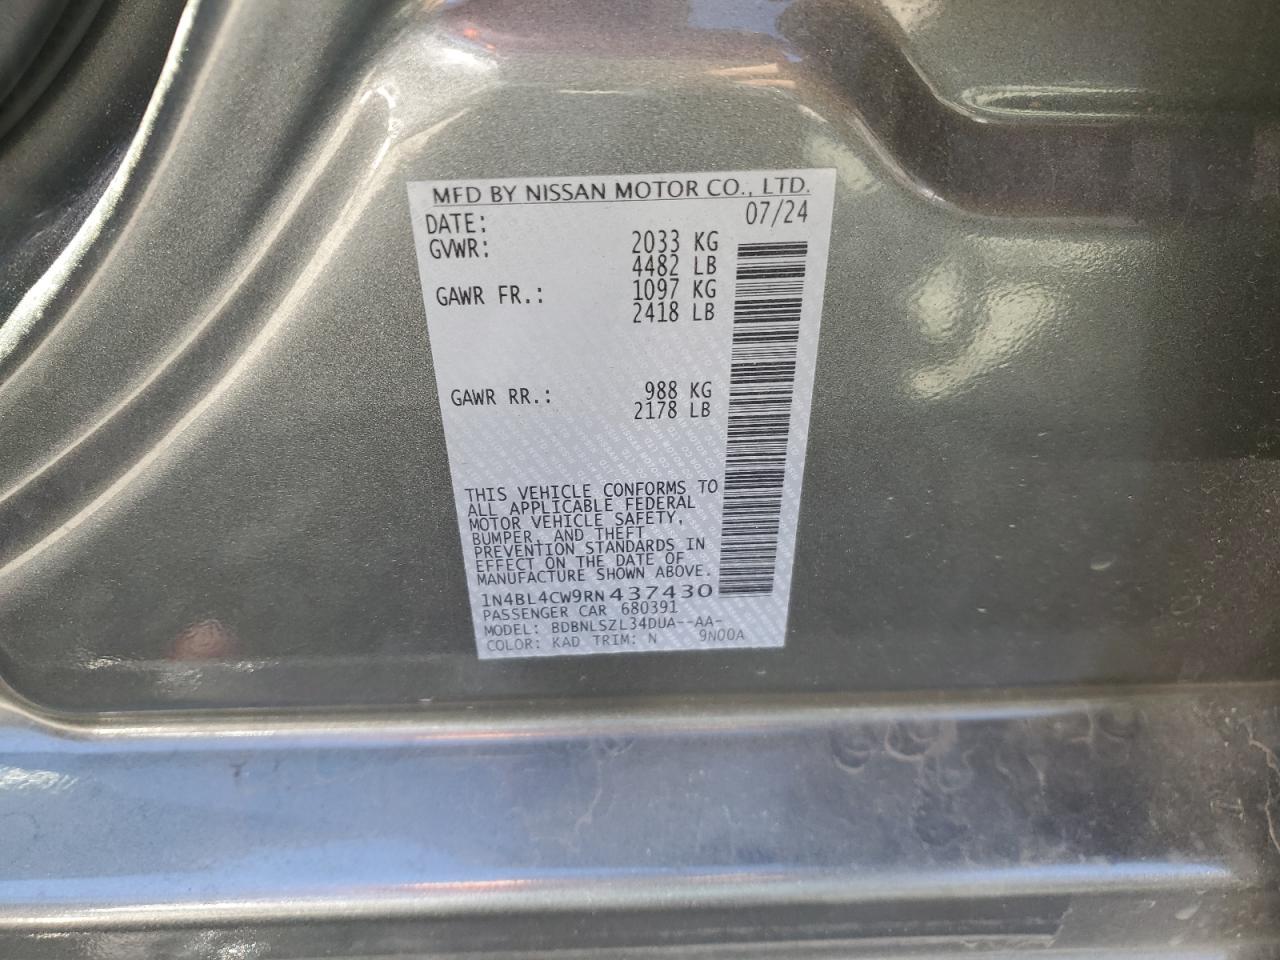 MFD BY NISSAN MOTOR CO., LTD.
DATE: 07/24
GVWR: 2033 KG
4482 LB
GAWR FR.: 1097 KG
2418 LB
GAWR RR.: 988 KG
2178 LB
THIS VEHICLE CONFORMS TO
ALL APPLICABLE FEDERAL
MOTOR VEHICLE SAFETY,
BUMPER, AND THEFT
PREVENTION STANDARDS IN
EFFECT ON THE DATE OF
MANUFACTURE SHOWN ABOVE.
1N4BL4CW9RN437430
PASSENGER CAR 680391
MODEL: BDBNLSZL34DUA--AA-
COLOR: KAD TRIM: N 9N00A